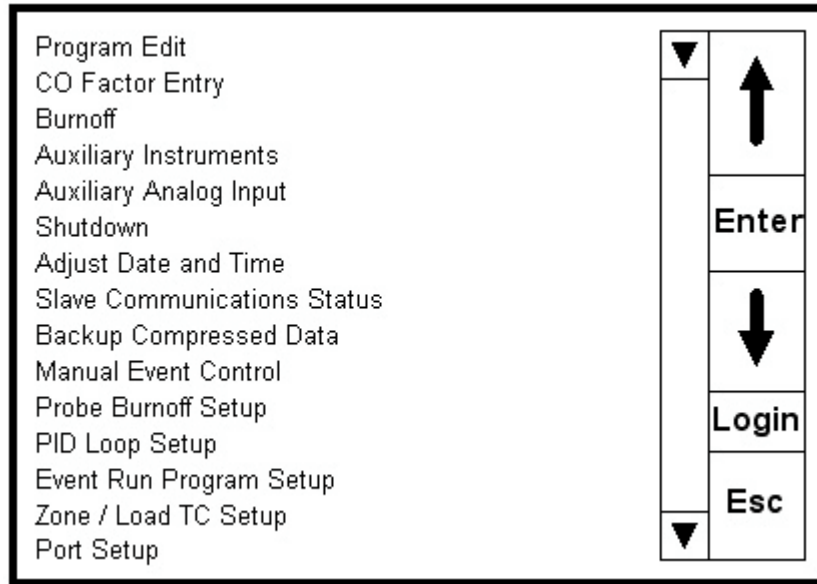 Program Edit
CO Factor Entry
Burnoff
Auxiliary Instruments
Auxiliary Analog Input
Shutdown
Adjust Date and Time
Slave Communications Status
Backup Compressed Data
Manual Event Control
Probe Burnoff Setup
PID Loop Setup
Event Run Program Setup
Zone / Load TC Setup
Port Setup
Enter
Login
Esc